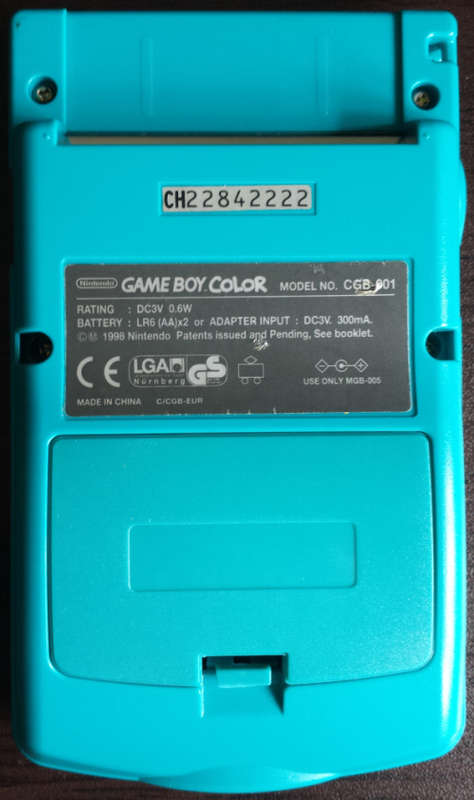 CH22842222
Nintendo GAME BOY COLOR MODEL NO. CGB-001
RATING : DC3V 0.6W
BATTERY : LR6 (AA)x2 or ADAPTER INPUT : DC3V. 300mA.
©Ⓜ 1998 Nintendo Patents issued and Pending, See booklet.
CE LGA Nürnberg GS
USE ONLY MGB-005
MADE IN CHINA C/CGB-EUR